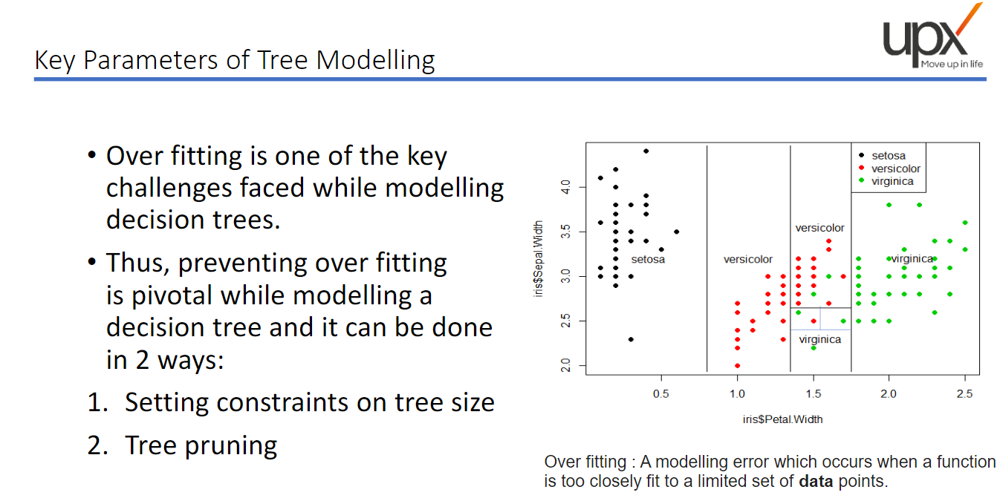 upx
Move up in life
Key Parameters of Tree Modelling
• Over fitting is one of the key
challenges faced while modelling
decision trees.
• Thus, preventing over fitting
is pivotal while modelling a
decision tree and it can be done
in 2 ways:
1. Setting constraints on tree size
2. Tree pruning
setosa
versicolor
virginica
versicolor
setosa
versicolor
virginica
virginica
iris$Sepal.Width
4.0
3.5
3.0
2.5
2.0
0.5
1.0
1.5
2.0
2.5
iris$Petal.Width
Over fitting : A modelling error which occurs when a function
is too closely fit to a limited set of data points.